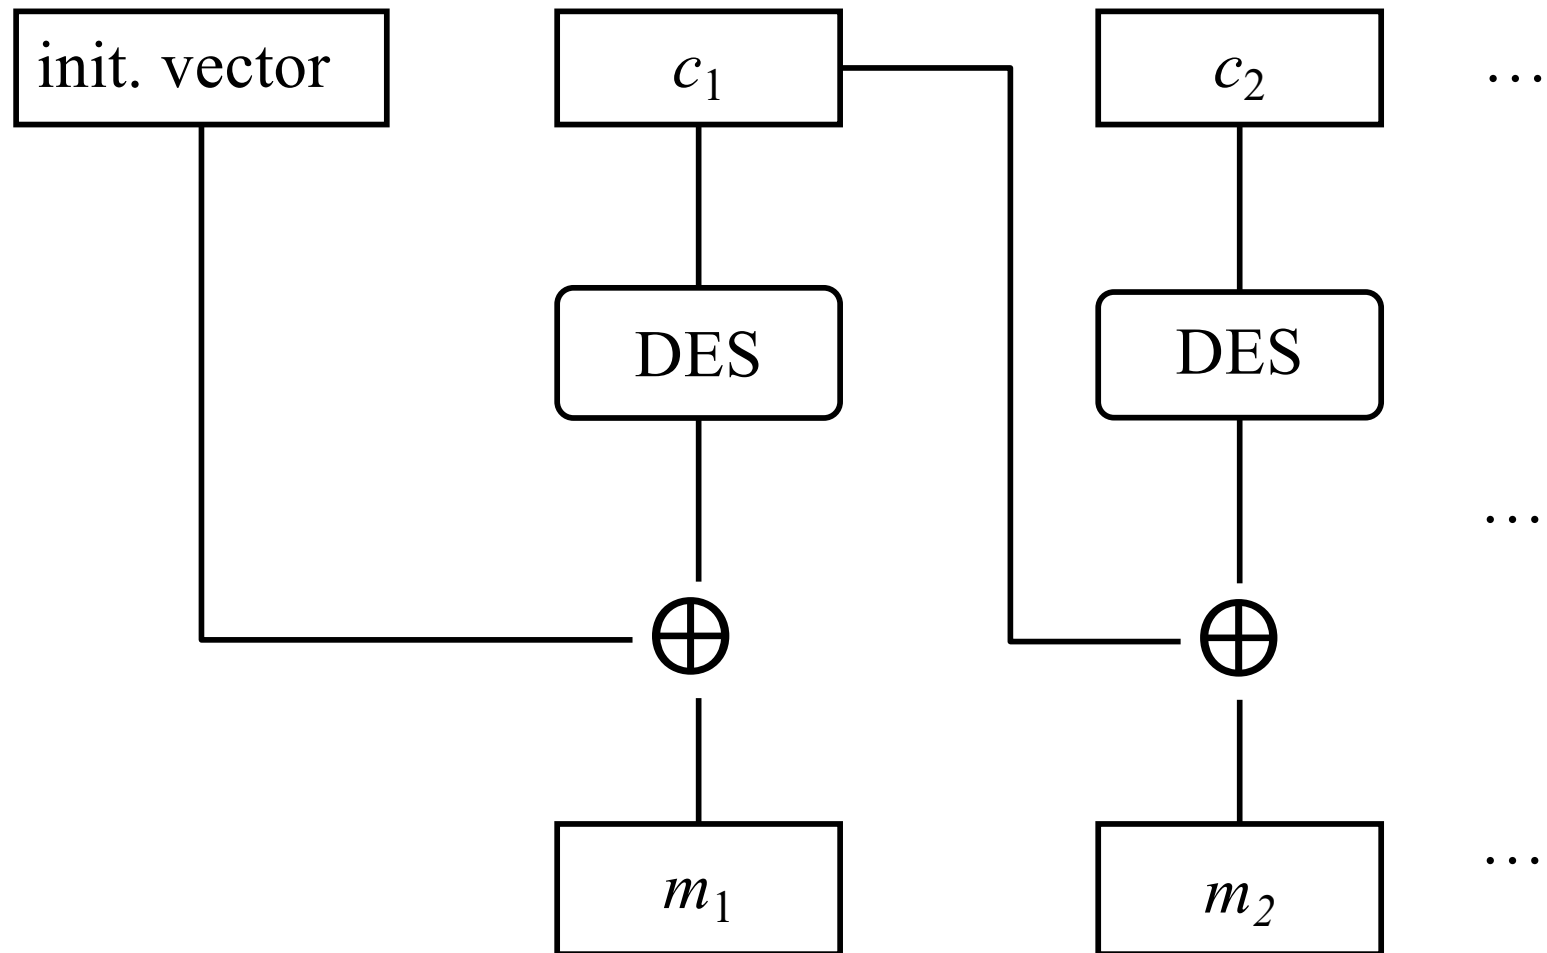 init. vector c₁ c₂ …
DES DES
…
m₁ m₂ …